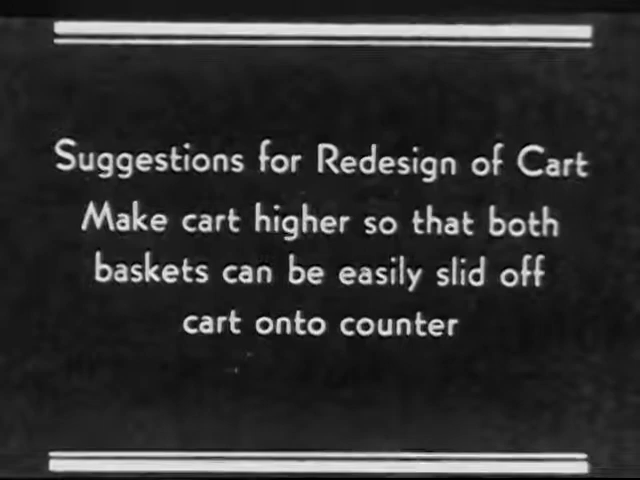 Suggestions for Redesign of Cart
Make cart higher so that both
baskets can be easily slid off
cart onto counter